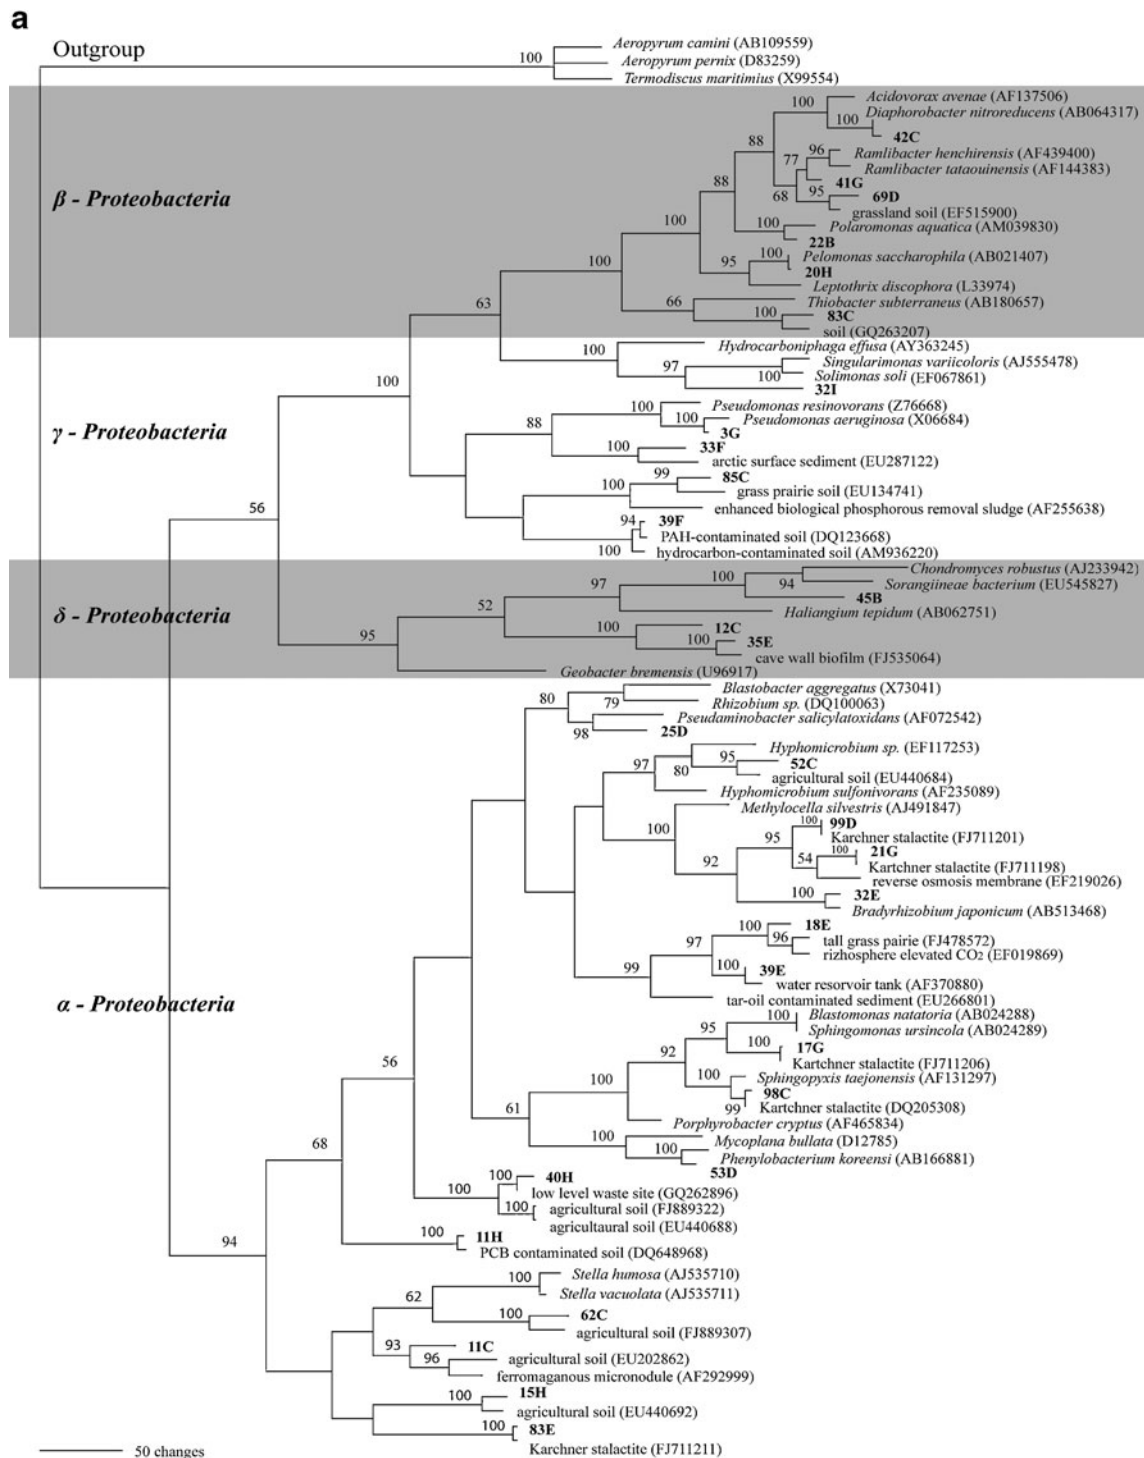 a
Outgroup
100
Aeropyrum camini (AB109559)
Aeropyrum pernix (D83259)
Termodiscus maritimius (X99554)
β - Proteobacteria
100
Acidovorax avenae (AF137506)
Diaphorobacter nitroreducens (AB064317)
100
42C
88
96
Ramlibacter henchirensis (AF439400)
77
Ramlibacter tataouinensis (AF144383)
41G
88
68
95
69D
grassland soil (EF515900)
100
Polaromonas aquatica (AM039830)
100
22B
Pelomonas saccharophila (AB021407)
100
95
20H
100
Leptothrix discophora (L33974)
63
66
Thiobacter subterraneus (AB180657)
100
83C
soil (GQ263207)
γ - Proteobacteria
100
Hydrocarboniphaga effusa (AY363245)
97
Singularimonas variicoloris (AJ555478)
100
Solimonas soli (EF067861)
32I
100
100
Pseudomonas resinovorans (Z76668)
88
100
Pseudomonas aeruginosa (X06684)
3G
100
33F
arctic surface sediment (EU287122)
99
85C
100
grass prairie soil (EU134741)
enhanced biological phosphorous removal sludge (AF255638)
56
94
39F
PAH-contaminated soil (DQ123668)
100
hydrocarbon-contaminated soil (AM936220)
δ - Proteobacteria
Chondromyces robustus (AJ233942)
100
97
94
Sorangiineae bacterium (EU545827)
45B
52
Haliangium tepidum (AB062751)
100
12C
95
100
35E
cave wall biofilm (FJ535064)
Geobacter bremensis (U96917)
α - Proteobacteria
Blastobacter aggregatus (X73041)
80
79
Rhizobium sp. (DQ100063)
Pseudaminobacter salicylatoxidans (AF072542)
98
25D
Hyphomicrobium sp. (EF117253)
97
95
52C
80
agricultural soil (EU440684)
Hyphomicrobium sulfonivorans (AF235089)
Methylocella silvestris (AJ491847)
100
100
99D
95
Karchner stalactite (FJ711201)
100
21G
92
54
Kartchner stalactite (FJ711198)
reverse osmosis membrane (EF219026)
100
32E
Bradyrhizobium japonicum (AB513468)
100
18E
97
96
tall grass pairie (FJ478572)
rizhosphere elevated CO2 (EF019869)
99
100
39E
water resorvoir tank (AF370880)
tar-oil contaminated sediment (EU266801)
100
Blastomonas natatoria (AB024288)
95
Sphingomonas ursincola (AB024289)
100
17G
92
Kartchner stalactite (FJ711206)
56
100
100
Sphingopyxis taejonensis (AF131297)
98C
99
Kartchner stalactite (DQ205308)
61
Porphyrobacter cryptus (AF465834)
100
Mycoplana bullata (D12785)
68
100
Phenylobacterium koreensi (AB166881)
53D
100
40H
100
low level waste site (GQ262896)
agricultural soil (FJ889322)
agricultaural soil (EU440688)
100
11H
94
PCB contaminated soil (DQ648968)
100
Stella humosa (AJ535710)
62
Stella vacuolata (AJ535711)
100
62C
agricultural soil (FJ889307)
93
11C
96
agricultural soil (EU202862)
ferromaganous micronodule (AF292999)
100
15H
agricultural soil (EU440692)
100
83E
Karchner stalactite (FJ711211)
50 changes